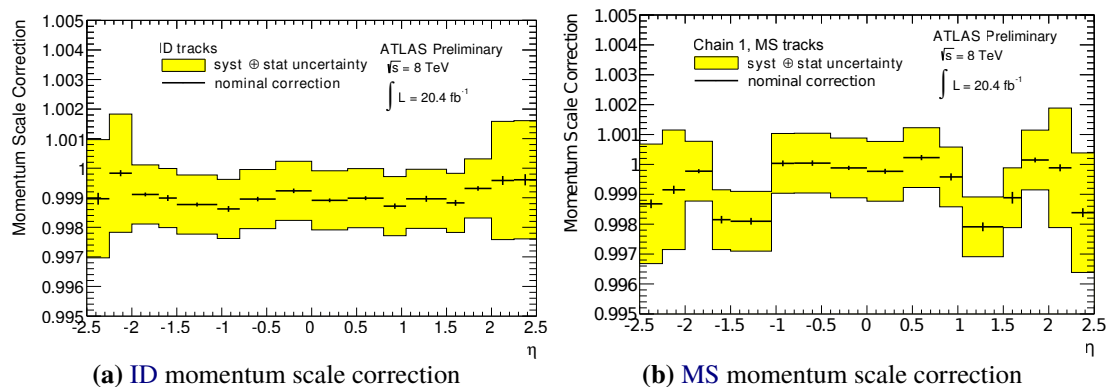 1.005
1.004
1.003
1.002
1.001
1
0.999
0.998
0.997
0.996
0.995
Momentum Scale Correction
ID tracks
syst ⊕ stat uncertainty
nominal correction
ATLAS Preliminary
√s = 8 TeV
∫ L = 20.4 fb⁻¹
-2.5 -2 -1.5 -1 -0.5 0 0.5 1 1.5 2 2.5
η
(a) ID momentum scale correction
1.005
1.004
1.003
1.002
1.001
1
0.999
0.998
0.997
0.996
0.995
Momentum Scale Correction
Chain 1, MS tracks
syst ⊕ stat uncertainty
nominal correction
ATLAS Preliminary
√s = 8 TeV
∫ L = 20.4 fb⁻¹
-2.5 -2 -1.5 -1 -0.5 0 0.5 1 1.5 2 2.5
η
(b) MS momentum scale correction